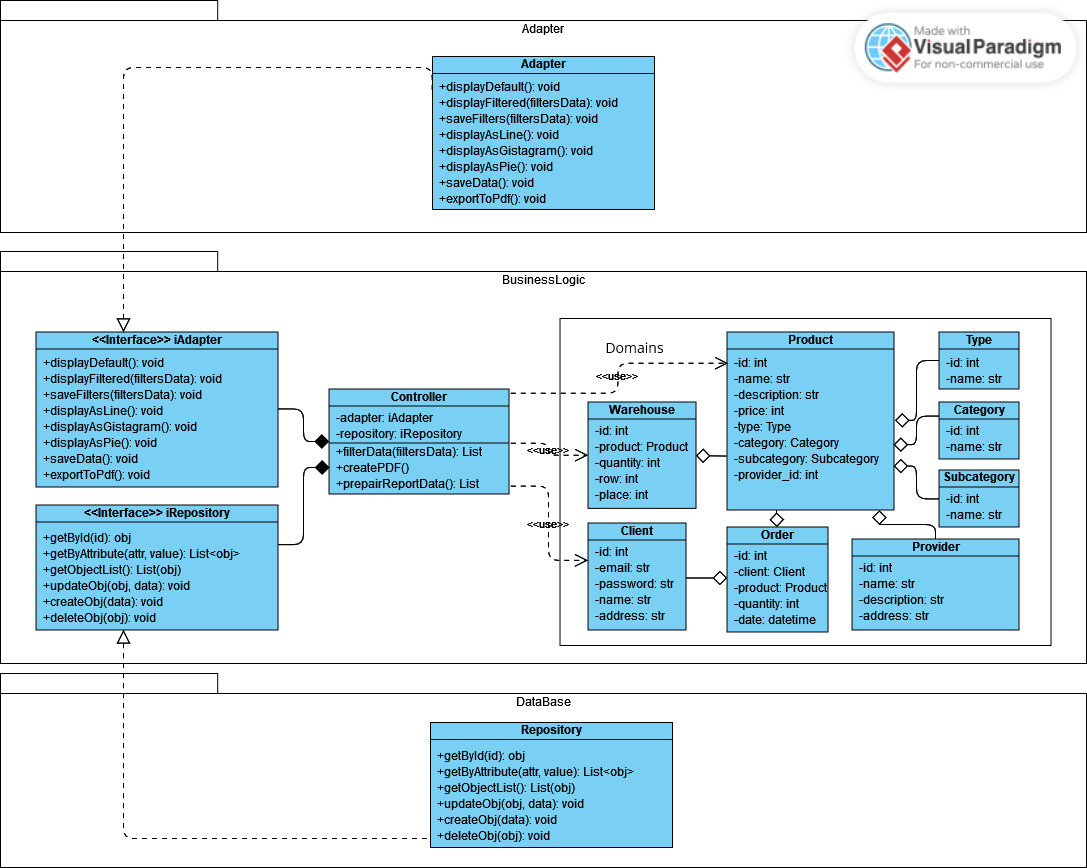 Adapter
Made with
VisualParadigm
For non-commercial use
Adapter
+displayDefault(): void
+displayFiltered(filtersData): void
+saveFilters(filtersData): void
+displayAsLine(): void
+displayAsGistagram(): void
+displayAsPie(): void
+saveData(): void
+exportToPdf(): void
BusinessLogic
<<Interface>> iAdapter
+displayDefault(): void
+displayFiltered(filtersData): void
+saveFilters(filtersData): void
+displayAsLine(): void
+displayAsGistagram(): void
+displayAsPie(): void
+saveData(): void
+exportToPdf(): void
<<Interface>> iRepository
+getById(id): obj
+getByAttribute(attr, value): List<obj>
+getObjectList(): List(obj)
+updateObj(obj, data): void
+createObj(data): void
+deleteObj(obj): void
Controller
-adapter: iAdapter
-repository: iRepository
+filterData(filtersData): List
+createPDF()
+prepairReportData(): List
<<use>>
<<use>>
<<use>>
Domains
Warehouse
-id: int
-product: Product
-quantity: int
-row: int
-place: int
Client
-id: int
-email: str
-password: str
-name: str
-address: str
Product
-id: int
-name: str
-description: str
-price: int
-type: Type
-category: Category
-subcategory: Subcategory
-provider_id: int
Order
-id: int
-client: Client
-product: Product
-quantity: int
-date: datetime
Type
-id: int
-name: str
Category
-id: int
-name: str
Subcategory
-id: int
-name: str
Provider
-id: int
-name: str
-description: str
-address: str
DataBase
Repository
+getById(id): obj
+getByAttribute(attr, value): List<obj>
+getObjectList(): List(obj)
+updateObj(obj, data): void
+createObj(data): void
+deleteObj(obj): void